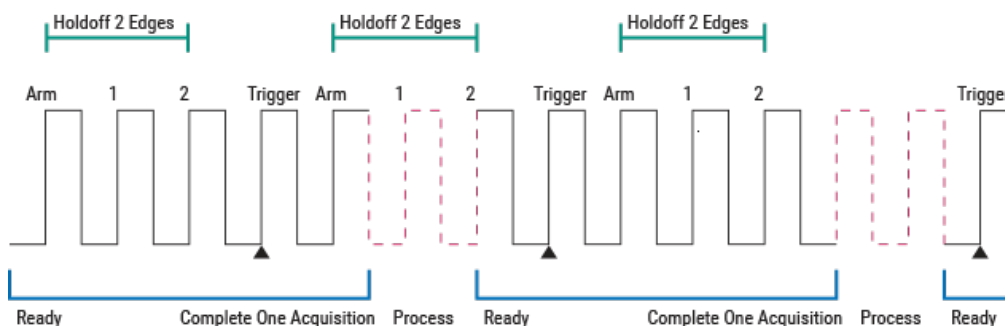 Holdoff 2 Edges Holdoff 2 Edges Holdoff 2 Edges
Arm 1 2 Trigger Arm 1 2 Trigger Arm 1 2 Trigger
Ready Complete One Acquisition Process Ready Complete One Acquisition Process Ready